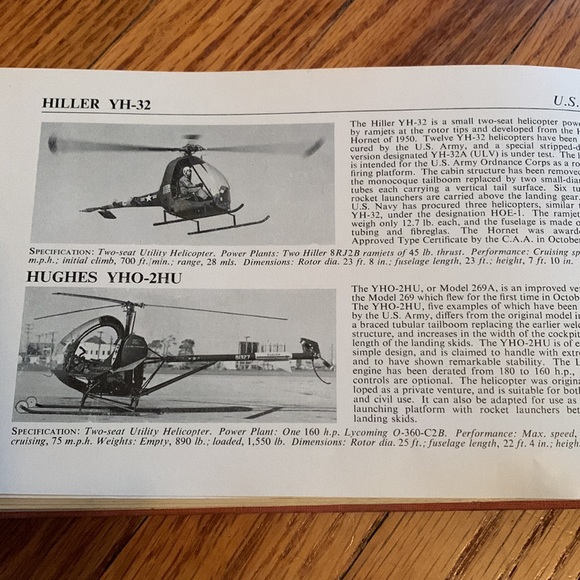 HILLER YH-32
U.S.
The Hiller YH-32 is a small two-seat helicopter
by ramjets at the rotor tips and developed from the
Hornet of 1950. Twelve YH-32 helicopters have been
cured by the U.S. Army, and a special stripped-d
version designated YH-32A (ULV) is under test. The
is intended for the U.S. Army Ordnance Corps as a
firing platform. The cabin structure has been removed
the monocoque tailboom replaced by two small-dia
tubes each carrying a vertical tail surface. Six
rocket launchers are carried above the landing gear.
U.S. Navy has procured three helicopters, similar
YH-32, under the designation HOE-1. The ramjet
weigh only 12.7 lb. each, and the fuselage is made o
tubing and fibreglas. The Hornet was award
Approved Type Certificate by the C.A.A. in October
SPECIFICATION: Two-seat Utility Helicopter. Power Plants: Two Hiller 8RJ2B ramjets of 45 lb. thrust. Performance: Cruising sp
m.p.h.; initial climb, 700 ft./min.; range, 28 mls. Dimensions: Rotor dia. 23 ft. 8 in.; fuselage length, 23 ft.; height, 7 ft. 10 in.
HUGHES YHO-2HU
The YHO-2HU, or Model 269A, is an improved ve
the Model 269 which flew for the first time in Octob
The YHO-2HU, five examples of which have been
by the U.S. Army, differs from the original model i
a braced tubular tailboom replacing the earlier
structure, and increases in the width of the cockpit
length of the landing skids. The YHO-2HU is of e
simple design, and is claimed to handle with extr
and to have shown remarkable stability. The L
engine has been derated from 180 to 160 h.p.,
controls are optional. The helicopter was origin
loped as a private venture, and is suitable for both
and civil use. It can also be adapted for use as
launching platform with rocket launchers bet
landing skids.
SPECIFICATION: Two-seat Utility Helicopter. Power Plant: One 160 h.p. Lycoming O-360-C2B. Performance: Max. speed,
cruising, 75 m.p.h. Weights: Empty, 890 lb.; loaded, 1,550 lb. Dimensions: Rotor dia. 25 ft.; fuselage length, 22 ft. 4 in.; heigh